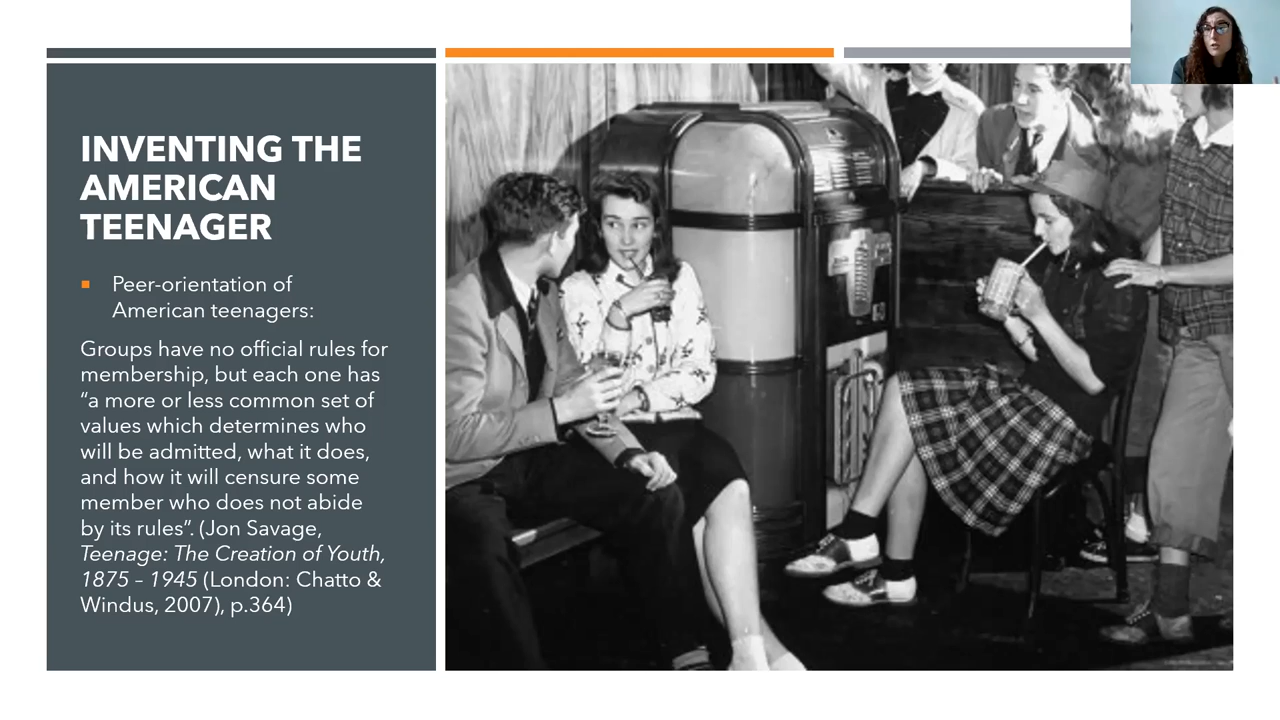 INVENTING THE
AMERICAN
TEENAGER
▪ Peer-orientation of
American teenagers:
Groups have no official rules for
membership, but each one has
“a more or less common set of
values which determines who
will be admitted, what it does,
and how it will censure some
member who does not abide
by its rules”. (Jon Savage,
Teenage: The Creation of Youth,
1875 – 1945 (London: Chatto &
Windus, 2007), p.364)